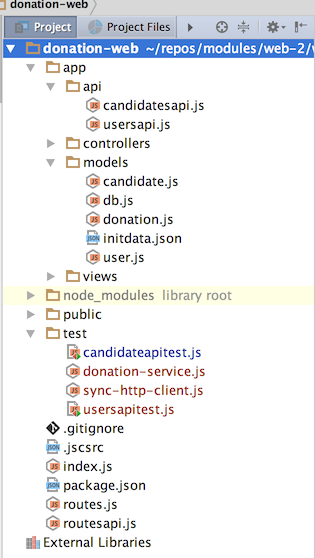 donation-web
Project Project Files
donation-web ~/repos/modules/web-2/
app
api
candidatesapi.js
usersapi.js
controllers
models
candidate.js
db.js
donation.js
initdata.json
user.js
views
node_modules library root
public
test
candidateapitest.js
donation-service.js
sync-http-client.js
usersapitest.js
.gitignore
.jscsrc
index.js
package.json
routes.js
routesapi.js
External Libraries